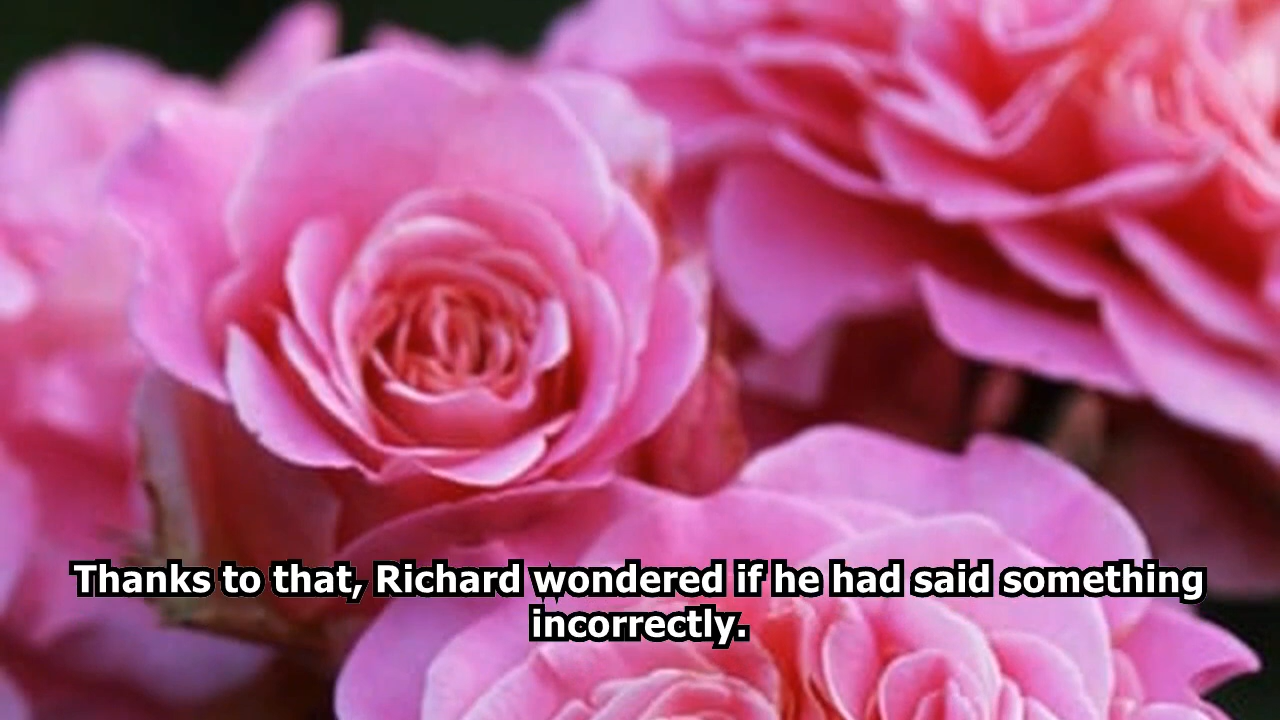 Thanks to that, Richard wondered if he had said something
incorrectly.